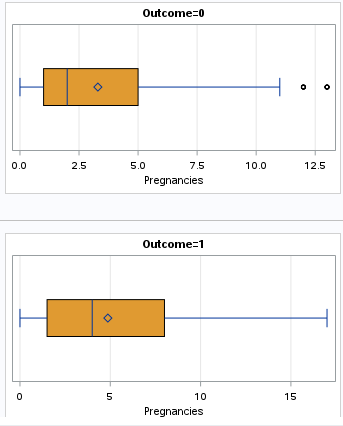 Outcome=0
0.0 2.5 5.0 7.5 10.0 12.5
Pregnancies
Outcome=1
0 5 10 15
Pregnancies